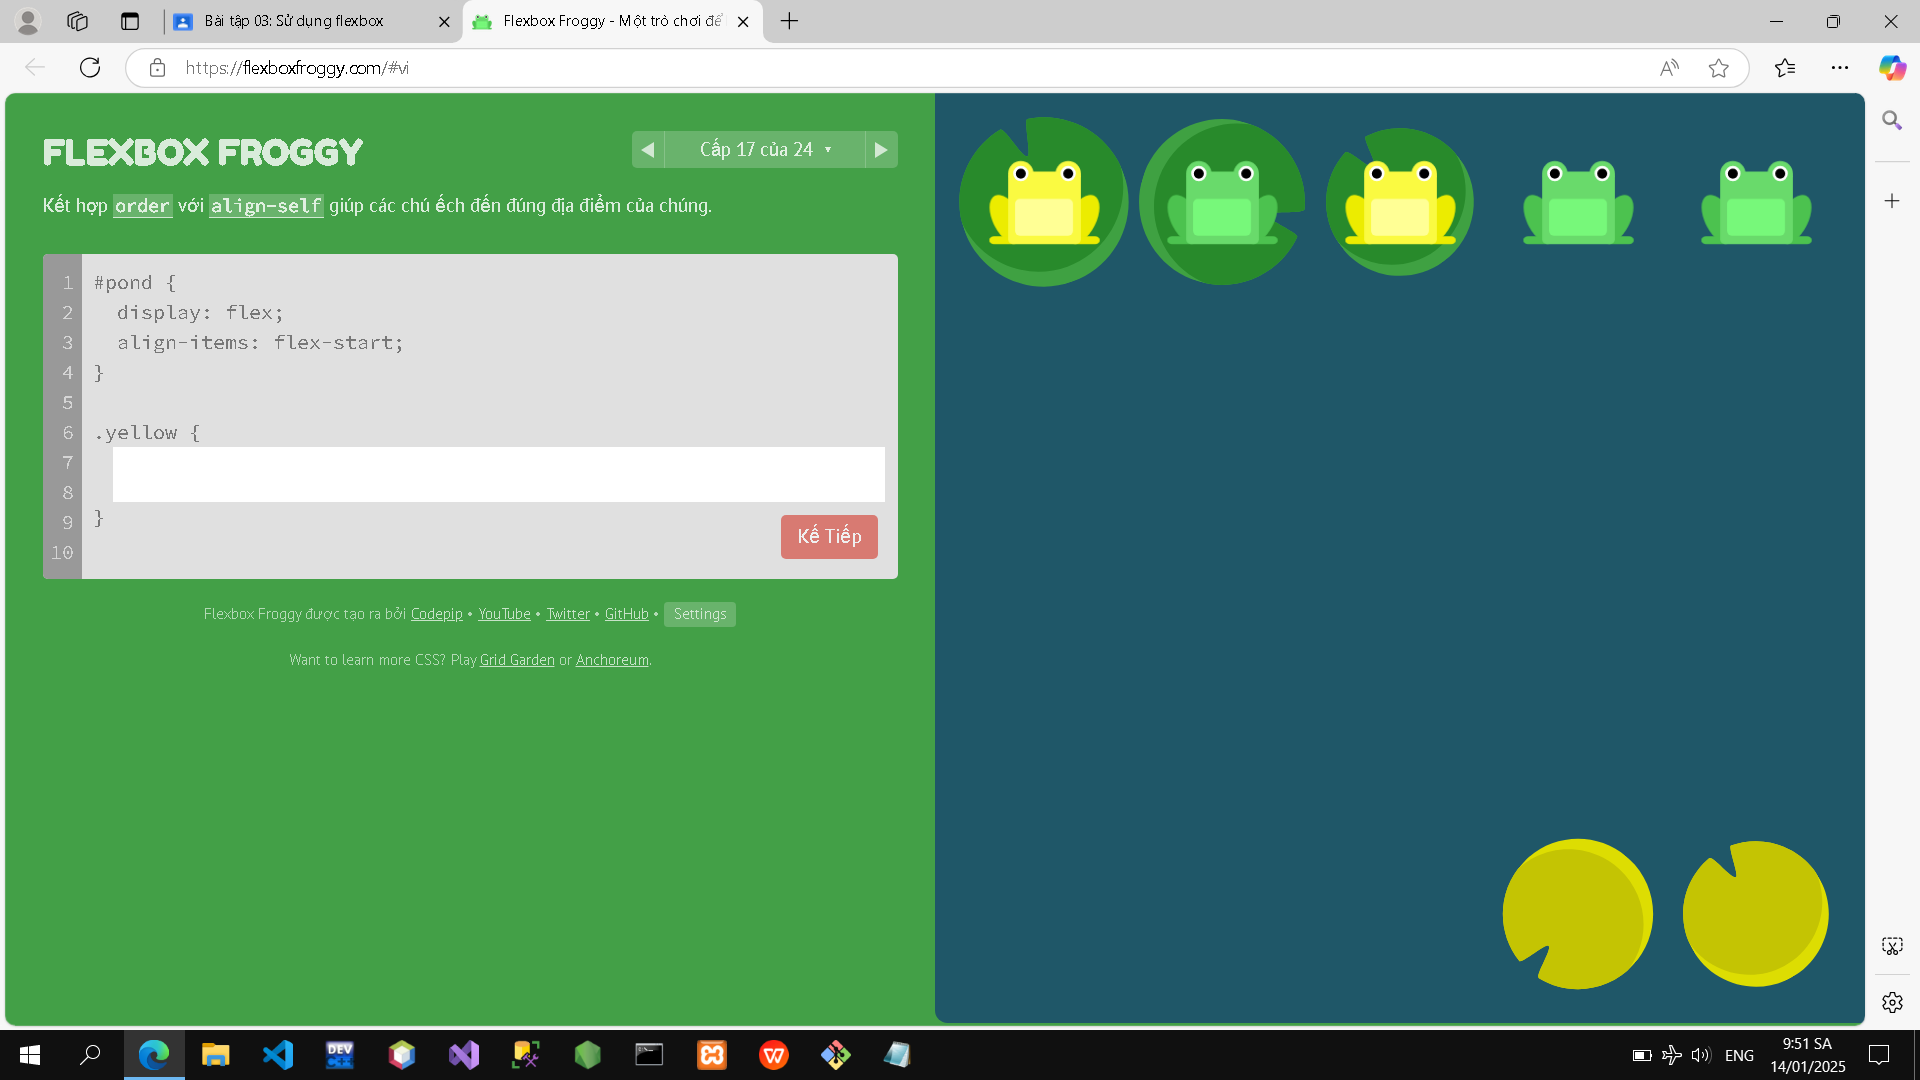 Bài tập 03: Sử dụng flexbox
Flexbox Froggy - Một trò chơi để
https://flexboxfroggy.com/#vi
FLEXBOX FROGGY
Cấp 17 của 24
Kết hợp order với align-self giúp các chú ếch đến đúng địa điểm của chúng.
1 #pond {
2 display: flex;
3 align-items: flex-start;
4 }
5
6 .yellow {
7
8
9 }
10
Kế Tiếp
Flexbox Froggy được tạo ra bởi Codepip • YouTube • Twitter • GitHub • Settings
Want to learn more CSS? Play Grid Garden or Anchoreum.
DEV
C++
ENG
9:51 SA
14/01/2025